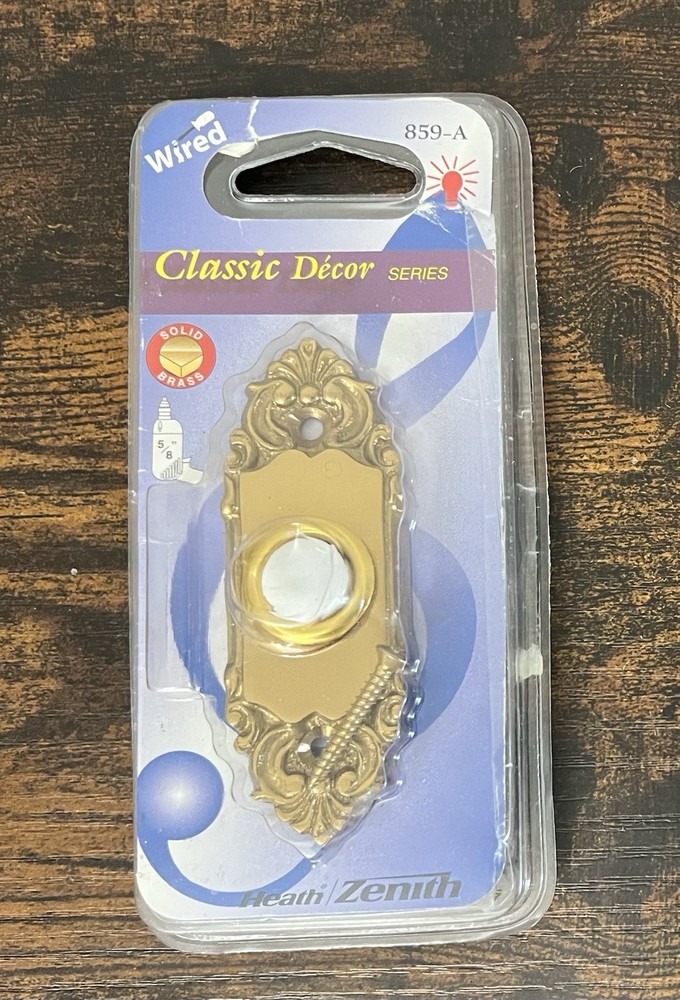 Wired
859-A
Classic Décor SERIES
SOLID
BRASS
5/8"
Heath®/Zenith